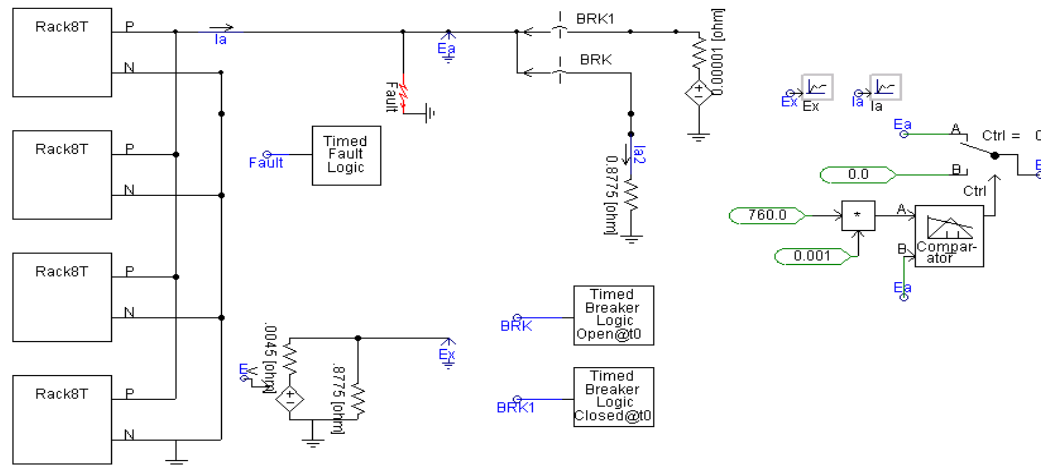 Rack8T
P
N
Ia
Ea
BRK1
BRK
0.00001 [ohm]
Fault
Fault
Timed
Fault
Logic
Ia2
0.8775 [ohm]
Rack8T
P
N
Rack8T
P
N
Rack8T
P
N
.0045 [ohm]
.8775 [ohm]
Ex
BRK
Timed
Breaker
Logic
Open@t0
BRK1
Timed
Breaker
Logic
Closed@t0
Ex
Ex
Ia
Ia
Ea
A
Ctrl = 0
B
0.0
Ctrl
760.0
*
0.001
A
B
Compar-
ator
Ea